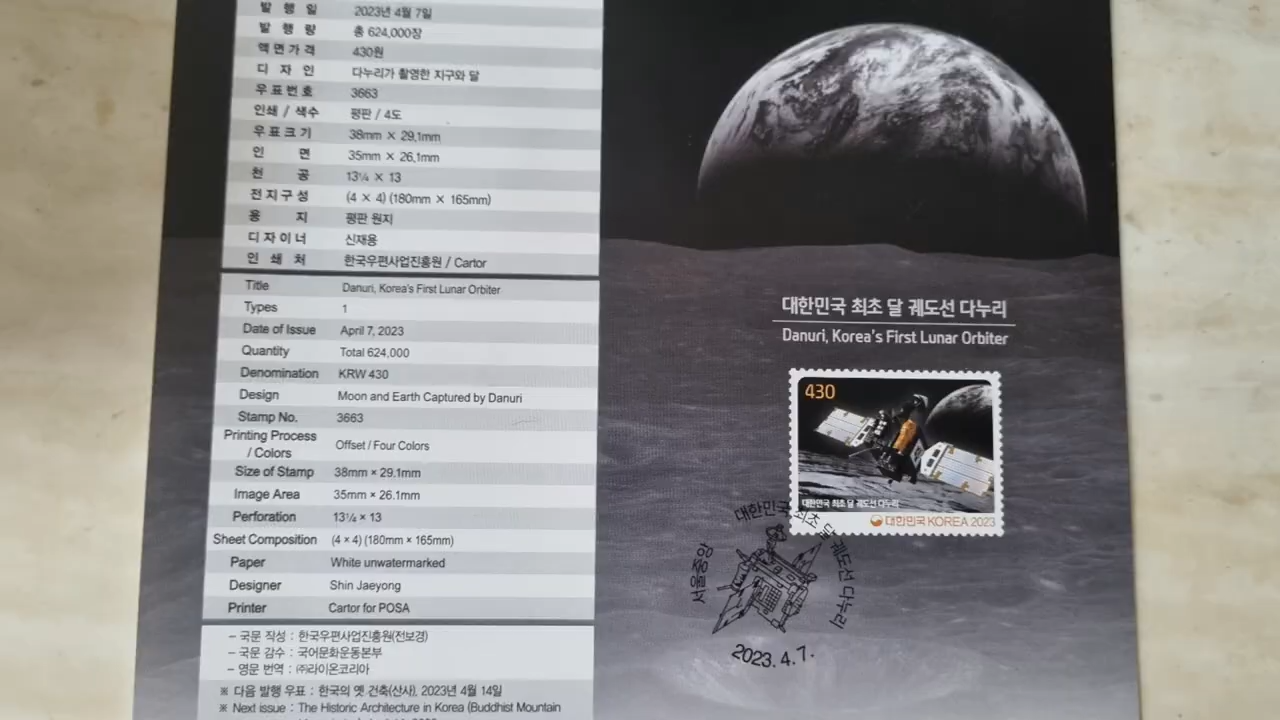 발 행 일 2023년 4월 7일
발 행 량 총 624,000장
액면가격 430원
디 자 인 다누리가 촬영한 지구와 달
우표번호 3663
인쇄 / 색수 평판 / 4도
우표크기 38mm × 29.1mm
인 면 35mm × 26.1mm
천 공 13¼ × 13
전지구성 (4 × 4) (180mm × 165mm)
용 지 평판 원지
디자이너 신재용
인 쇄 처 한국우편사업진흥원 / Cartor
Title Danuri, Korea's First Lunar Orbiter
Types 1
Date of Issue April 7, 2023
Quantity Total 624,000
Denomination KRW 430
Design Moon and Earth Captured by Danuri
Stamp No. 3663
Printing Process
/ Colors Offset / Four Colors
Size of Stamp 38mm × 29.1mm
Image Area 35mm × 26.1mm
Perforation 13¼ × 13
Sheet Composition (4 × 4) (180mm × 165mm)
Paper White unwatermarked
Designer Shin Jaeyong
Printer Cartor for POSA
– 국문 작성 : 한국우편사업진흥원(전보경)
– 국문 감수 : 국어문화운동본부
– 영문 번역 : ㈜라이온코리아
※ 다음 발행 우표 : 한국의 옛 건축(산사), 2023년 4월 14일
※ Next issue : The Historic Architecture in Korea (Buddhist Mountain
대한민국 최초 달 궤도선 다누리
Danuri, Korea's First Lunar Orbiter
430
대한민국 최초 달 궤도선 다누리
대한민국 KOREA 2023
대한민국 최초 달 궤도선 다누리
서울중앙
2023. 4. 7.